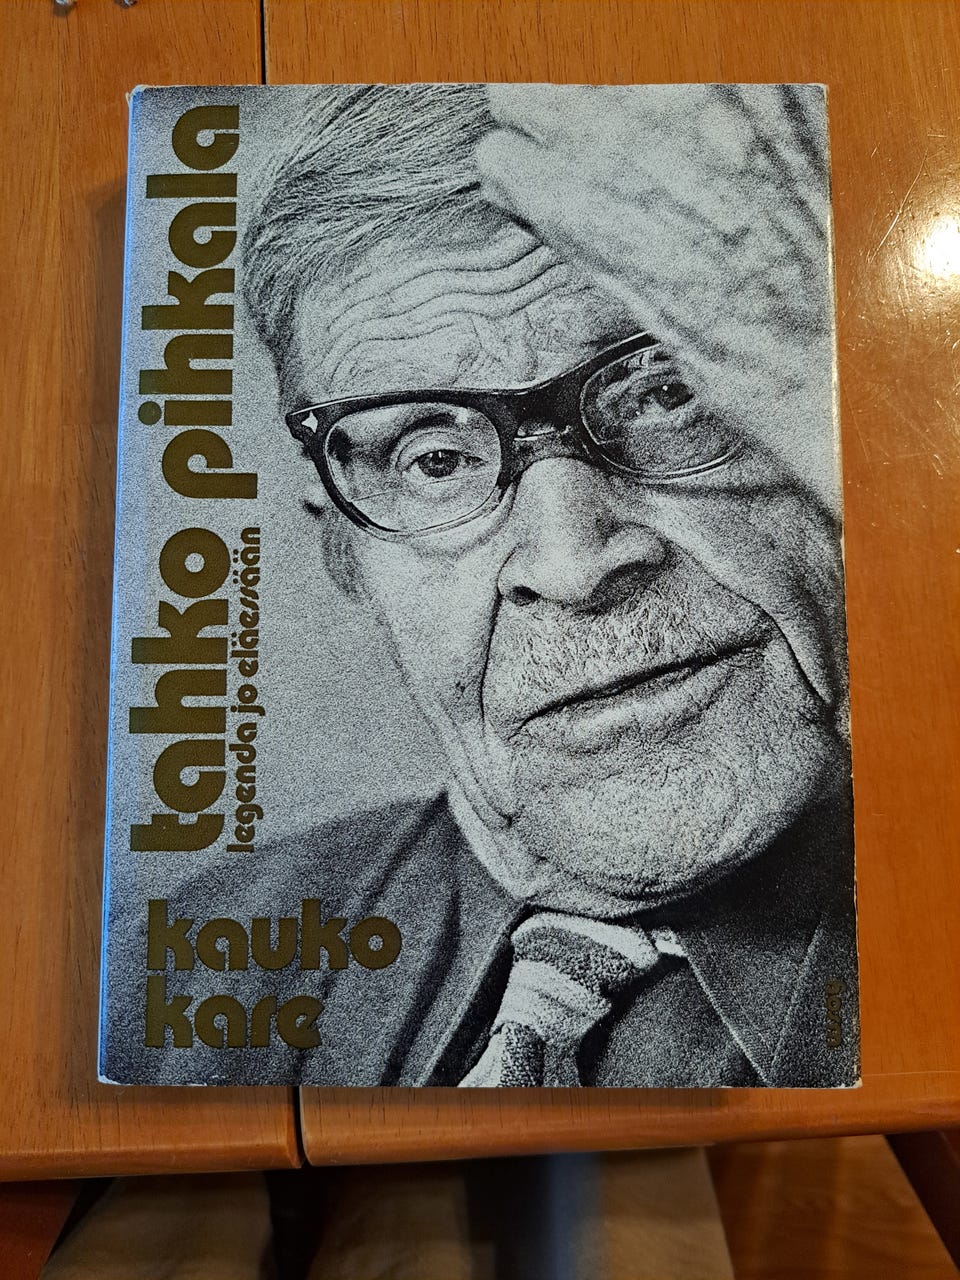 tahko pihkala
legenda jo eläessään
kauko
kare
wsoy